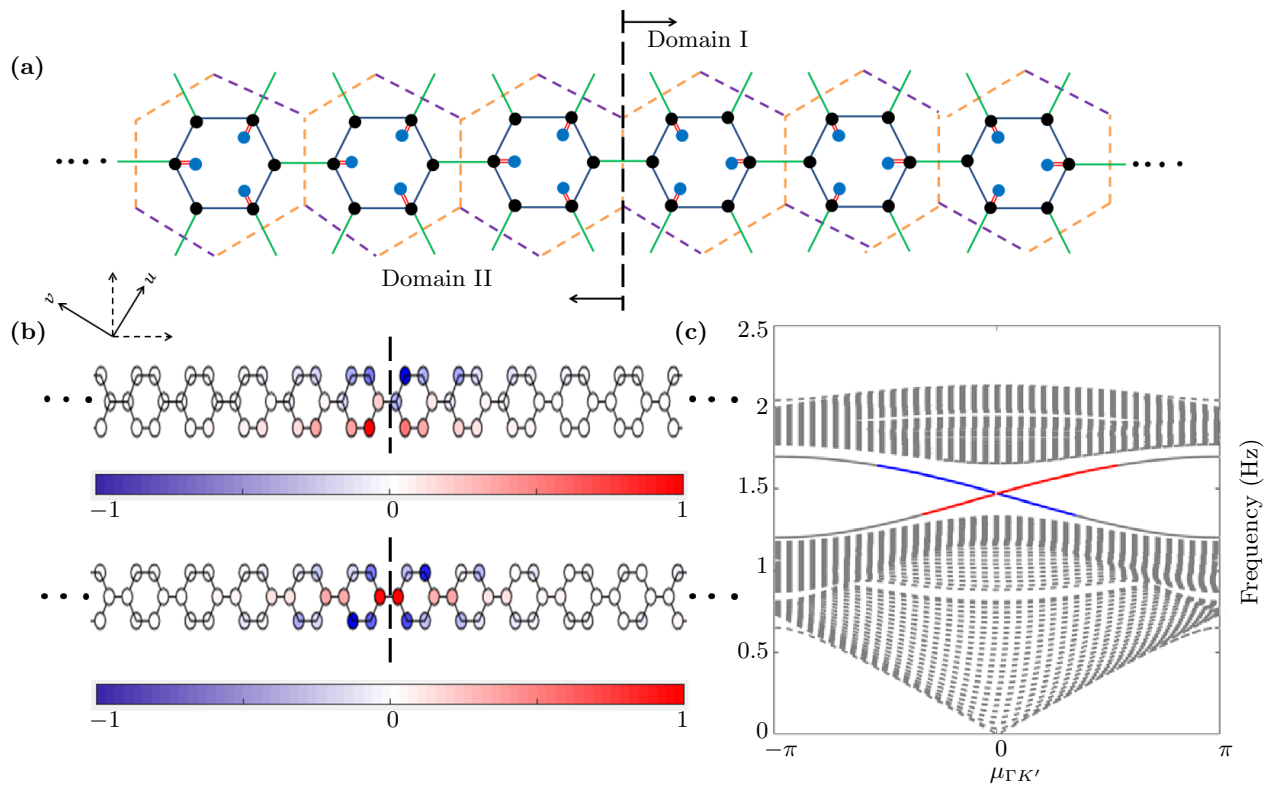 (a)
Domain I
Domain II
u
v
(b)
−1
0
1
−1
0
1
(c)
2.5
2
1.5
1
0.5
0
−π
0
π
μΓK′
Frequency (Hz)